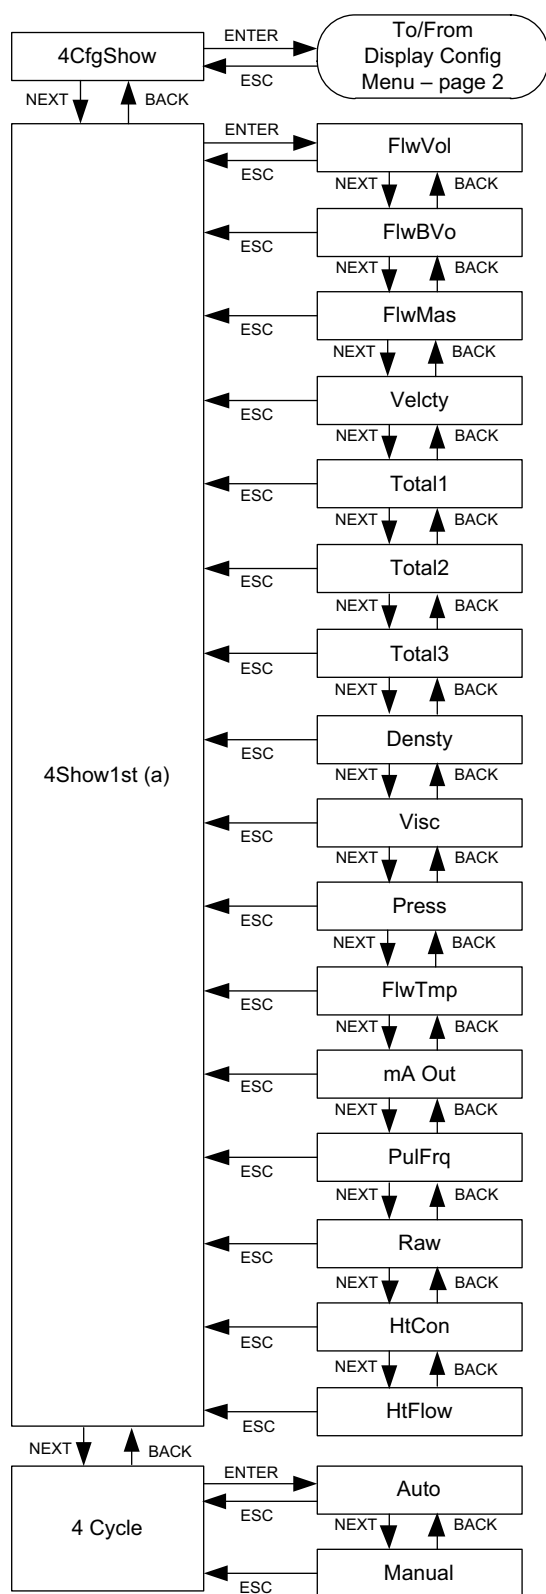 4CfgShow
ENTER
ESC
To/From
Display Config
Menu – page 2
NEXT
BACK
4Show1st (a)
ENTER
ESC
FlwVol
NEXT
BACK
ESC
FlwBVo
NEXT
BACK
ESC
FlwMas
NEXT
BACK
ESC
Velcty
NEXT
BACK
ESC
Total1
NEXT
BACK
ESC
Total2
NEXT
BACK
ESC
Total3
NEXT
BACK
ESC
Densty
NEXT
BACK
ESC
Visc
NEXT
BACK
ESC
Press
NEXT
BACK
ESC
FlwTmp
NEXT
BACK
ESC
mA Out
NEXT
BACK
ESC
PulFrq
NEXT
BACK
ESC
Raw
NEXT
BACK
ESC
HtCon
NEXT
BACK
ESC
HtFlow
NEXT
BACK
4 Cycle
ENTER
ESC
Auto
NEXT
BACK
ESC
Manual